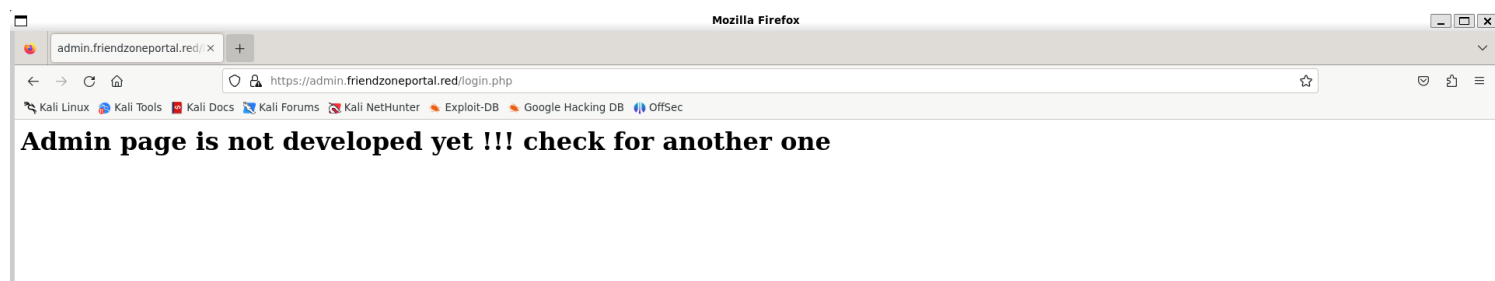 Mozilla Firefox
admin.friendzoneportal.red/
https://admin.friendzoneportal.red/login.php
Kali Linux Kali Tools Kali Docs Kali Forums Kali NetHunter Exploit-DB Google Hacking DB OffSec
Admin page is not developed yet !!! check for another one